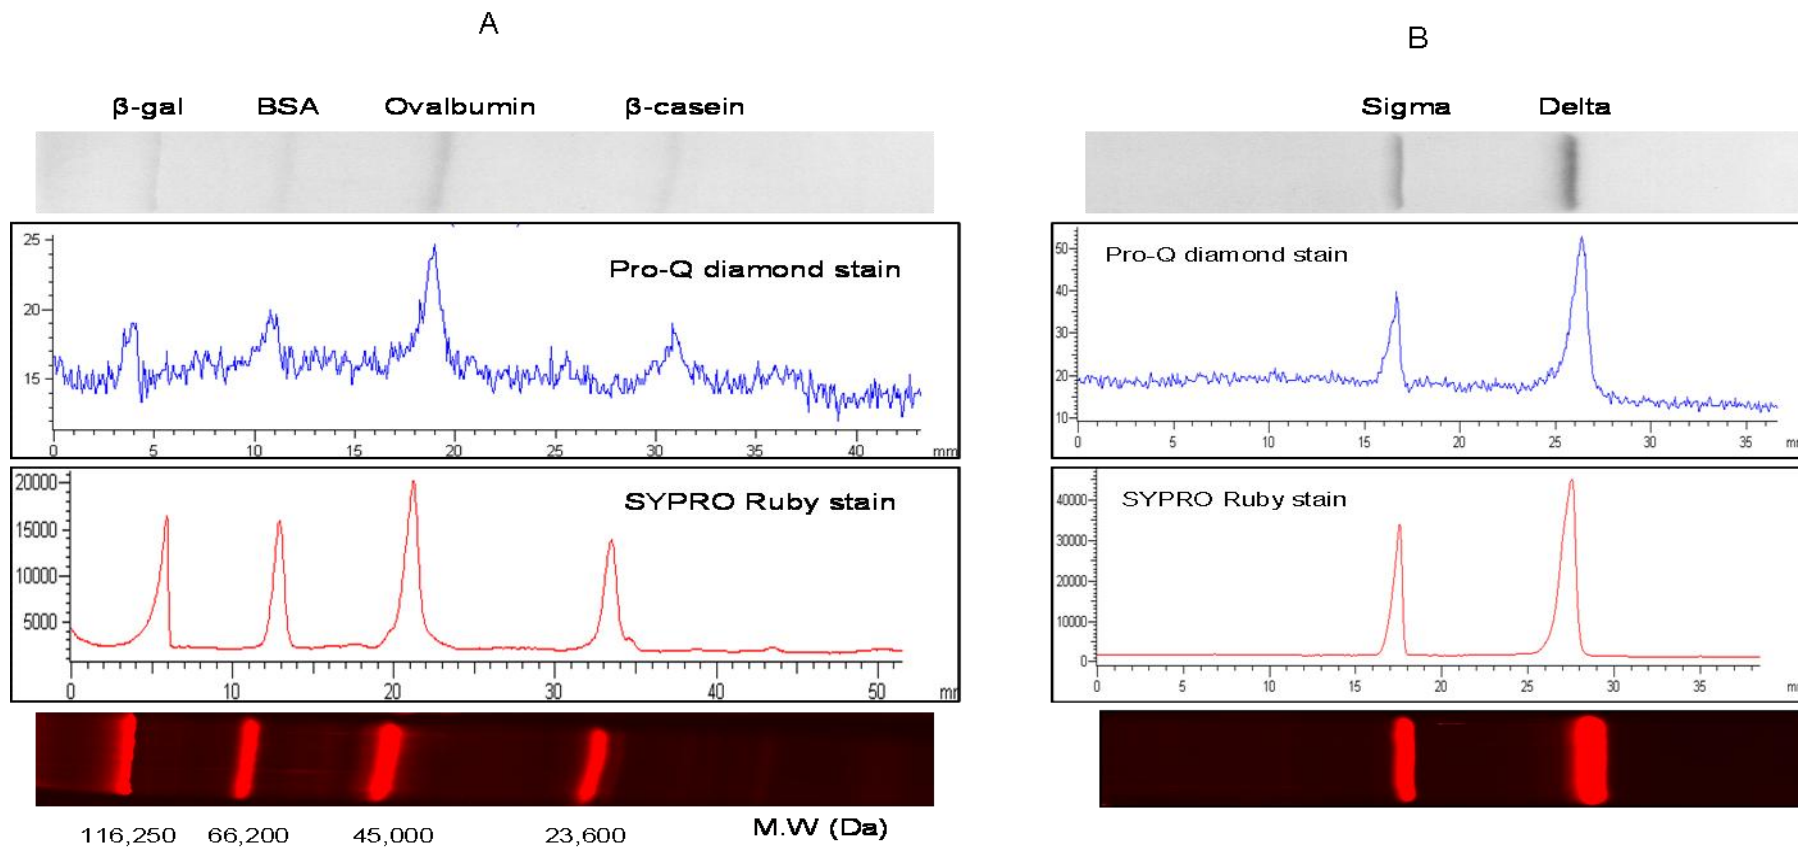 A
β-gal BSA Ovalbumin β-casein
Pro-Q diamond stain
25
20
15
0 5 10 15 20 25 30 35 40 mm
SYPRO Ruby stain
20000
15000
10000
5000
0 10 20 30 40 50 mm
116,250 66,200 45,000 23,600 M.W (Da)
B
Sigma Delta
Pro-Q diamond stain
50
40
30
20
10
0 5 10 15 20 25 30 35 m
SYPRO Ruby stain
40000
30000
20000
10000
0
0 5 10 15 20 25 30 35 m